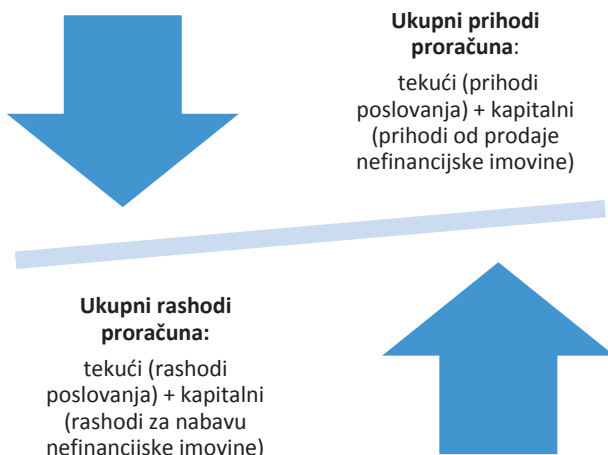 Ukupni prihodi
proračuna:
tekući (prihodi
poslovanja) + kapitalni
(prihodi od prodaje
nefinancijske imovine)
Ukupni rashodi
proračuna:
tekući (rashodi
poslovanja) + kapitalni
(rashodi za nabavu
nefinancijske imovine)